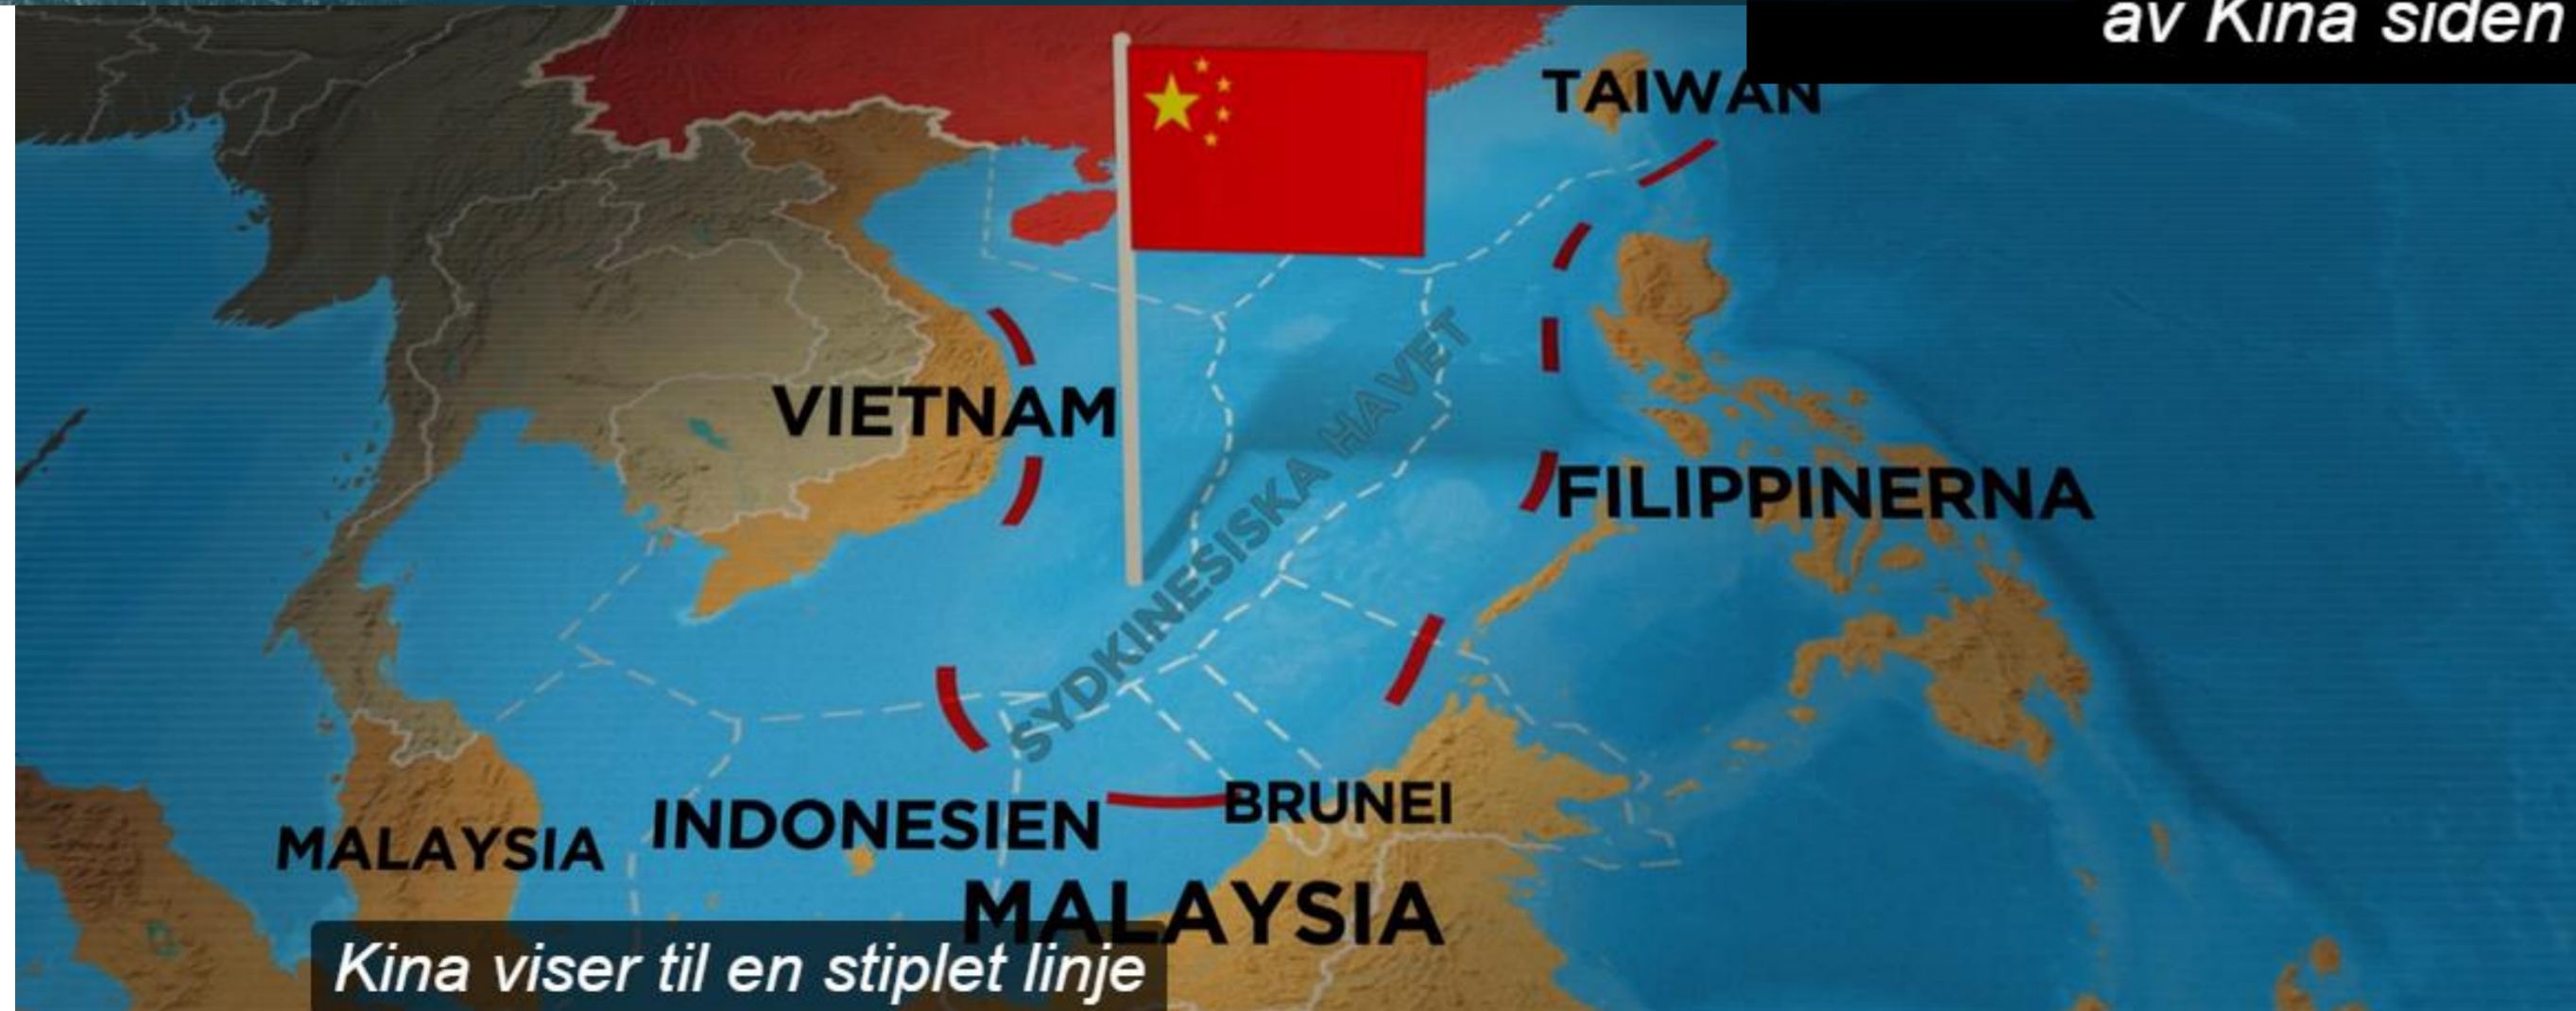 av Kina siden
TAIWAN
VIETNAM
SYDKINESISKA HAVET
FILIPPINERNA
INDONESIEN
BRUNEI
MALAYSIA
MALAYSIA
Kina viser til en stiplet linje